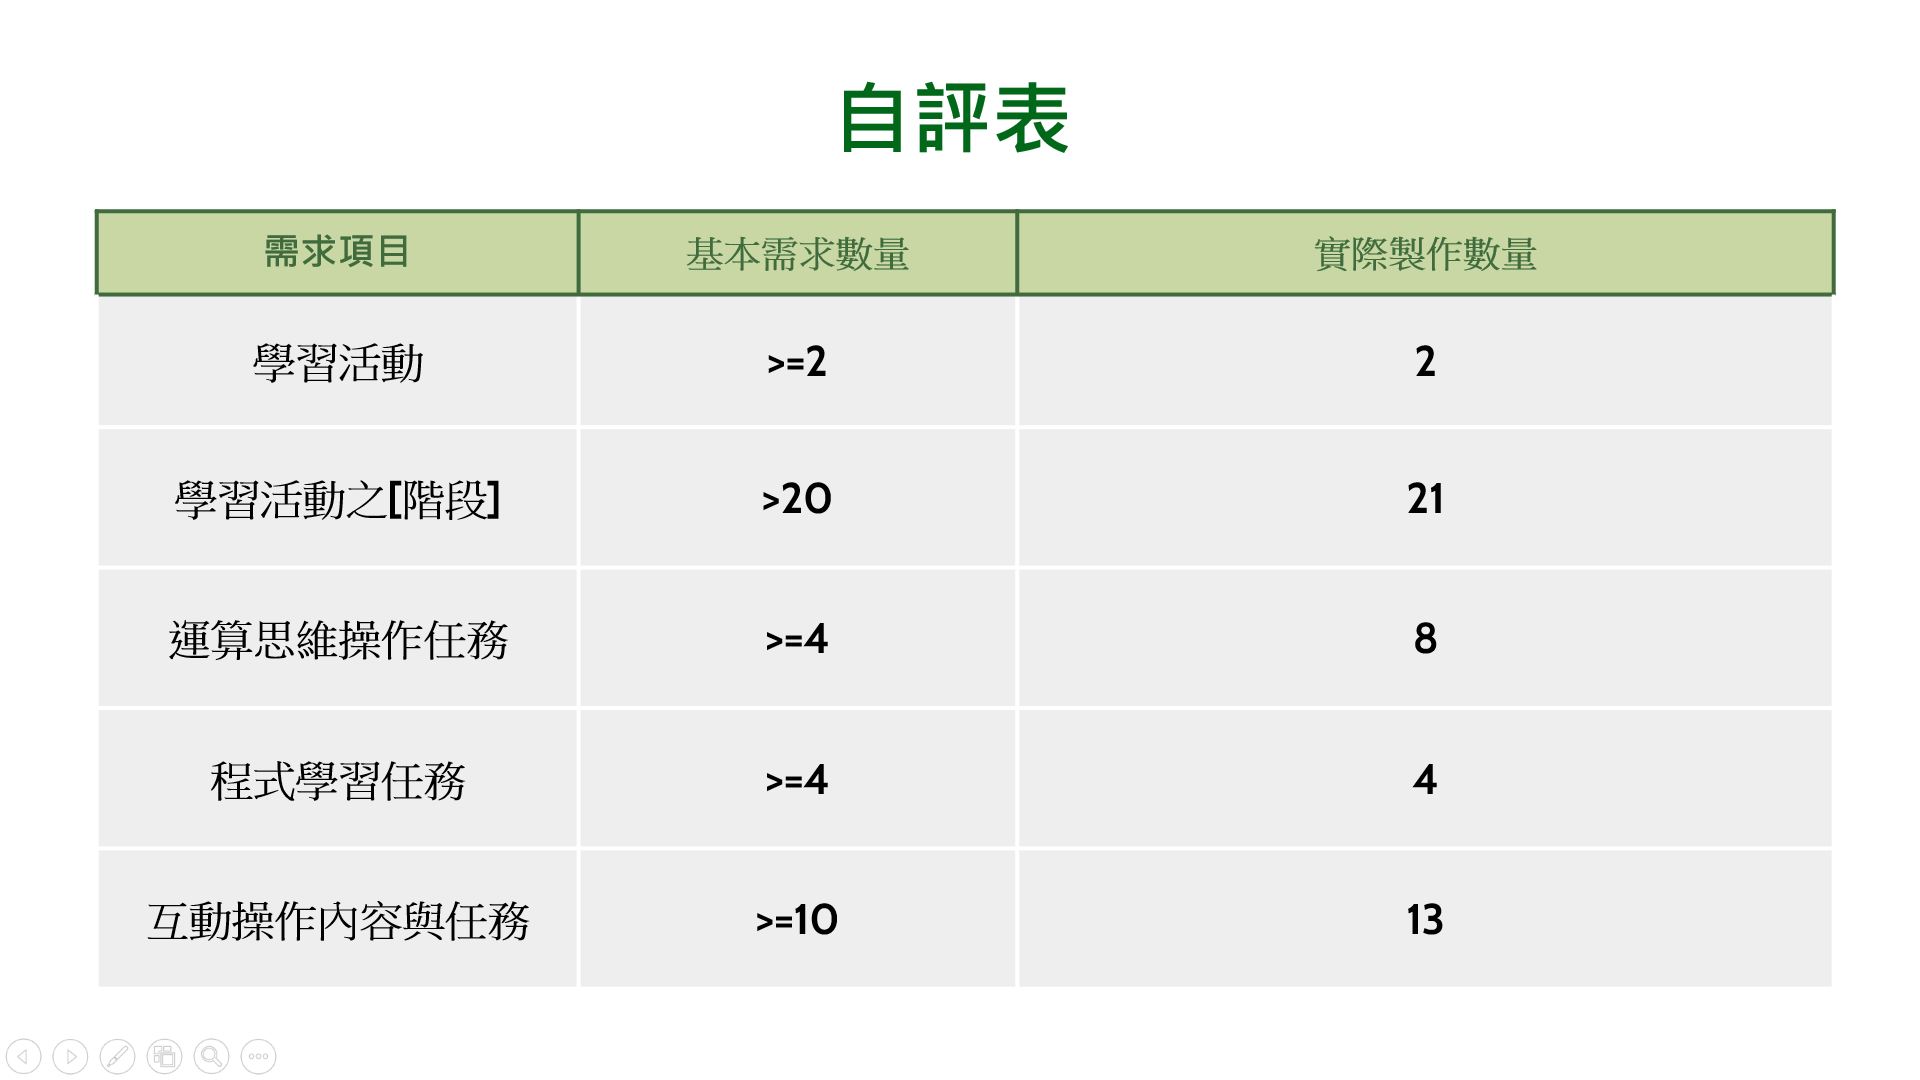 自評表
需求項目 基本需求數量 實際製作數量
學習活動 >=2 2
學習活動之[階段] >20 21
運算思維操作任務 >=4 8
程式學習任務 >=4 4
互動操作內容與任務 >=10 13